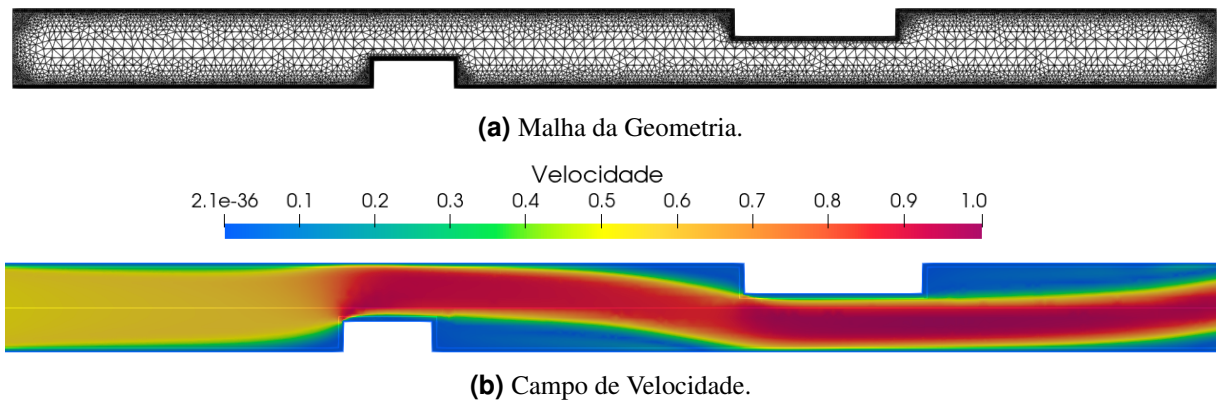 (a) Malha da Geometria.
Velocidade
2.1e-36 0.1 0.2 0.3 0.4 0.5 0.6 0.7 0.8 0.9 1.0
(b) Campo de Velocidade.